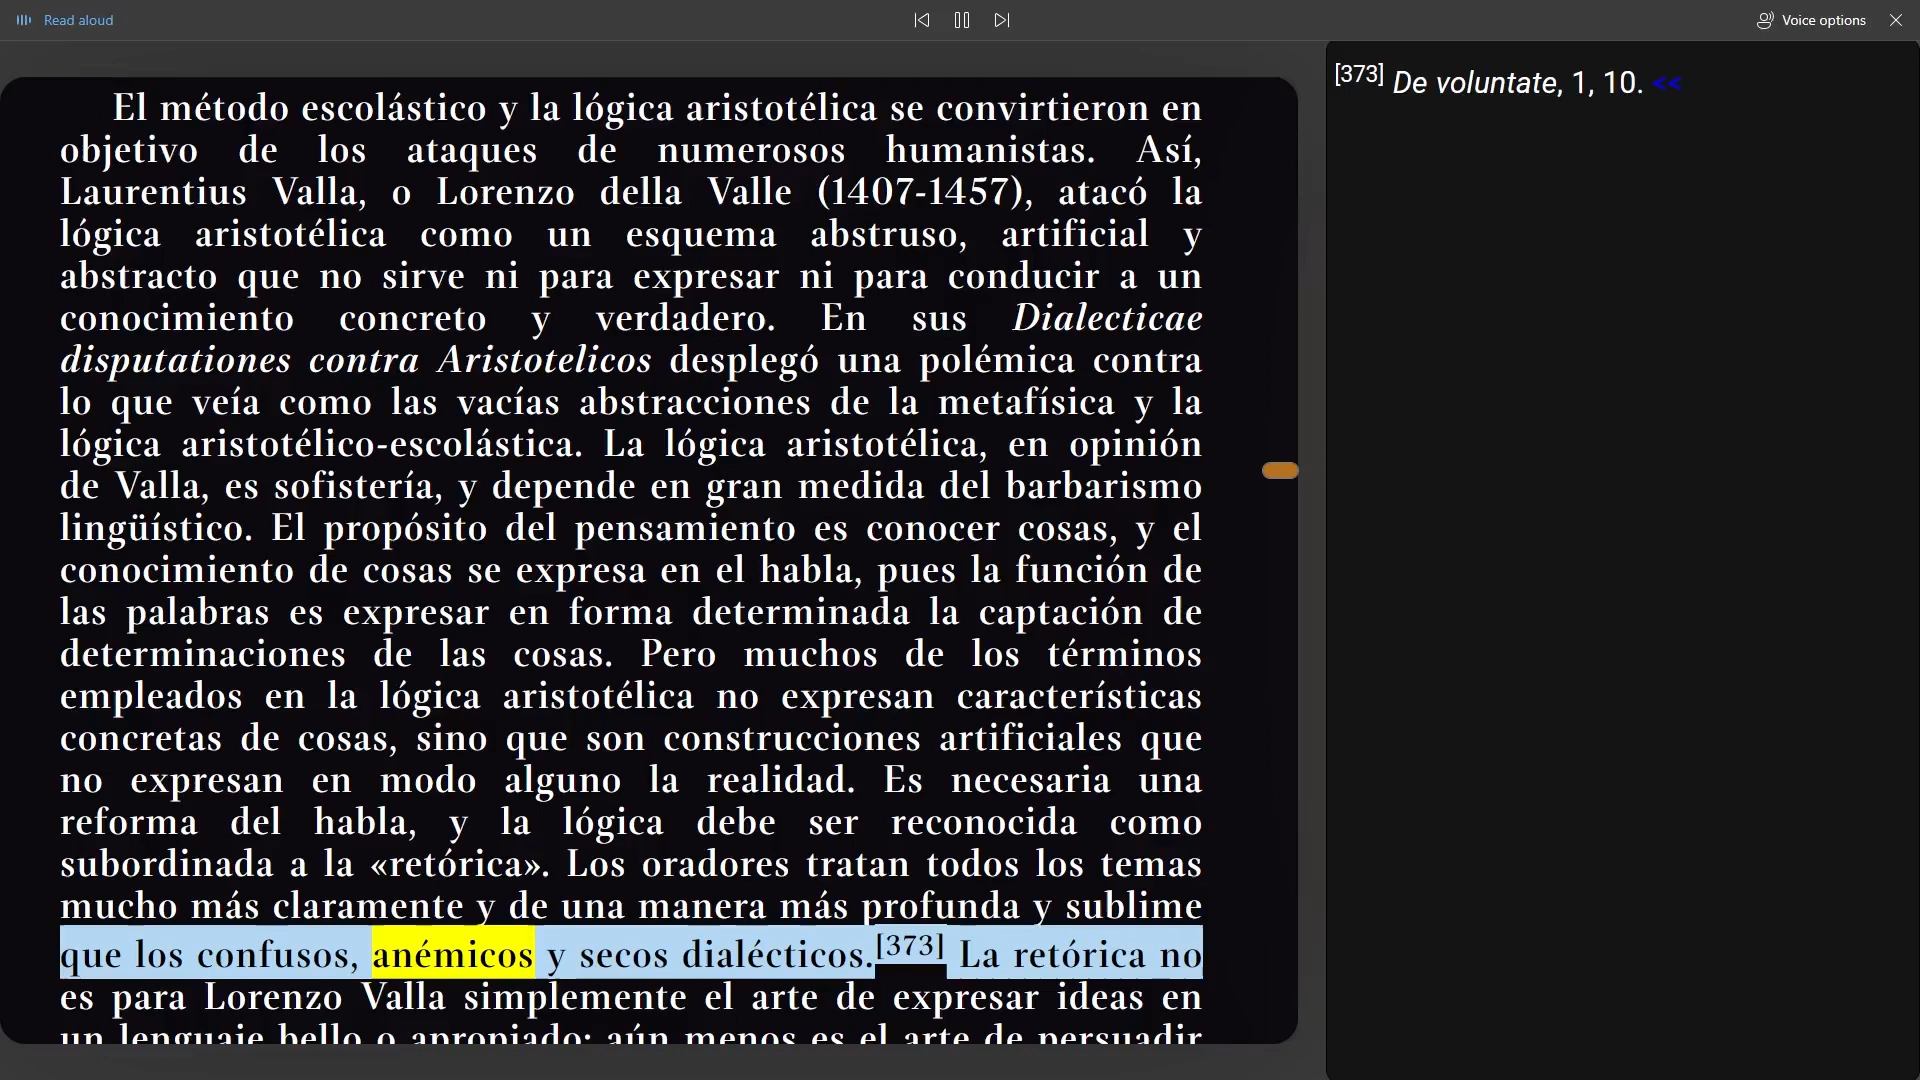 Read aloud
Voice options
El método escolástico y la lógica aristotélica se convirtieron en
objetivo de los ataques de numerosos humanistas. Así,
Laurentius Valla, o Lorenzo della Valle (1407-1457), atacó la
lógica aristotélica como un esquema abstruso, artificial y
abstracto que no sirve ni para expresar ni para conducir a un
conocimiento concreto y verdadero. En sus Dialecticae
disputationes contra Aristotelicos desplegó una polémica contra
lo que veía como las vacías abstracciones de la metafísica y la
lógica aristotélico-escolástica. La lógica aristotélica, en opinión
de Valla, es sofistería, y depende en gran medida del barbarismo
lingüístico. El propósito del pensamiento es conocer cosas, y el
conocimiento de cosas se expresa en el habla, pues la función de
las palabras es expresar en forma determinada la captación de
determinaciones de las cosas. Pero muchos de los términos
empleados en la lógica aristotélica no expresan características
concretas de cosas, sino que son construcciones artificiales que
no expresan en modo alguno la realidad. Es necesaria una
reforma del habla, y la lógica debe ser reconocida como
subordinada a la «retórica». Los oradores tratan todos los temas
mucho más claramente y de una manera más profunda y sublime
que los confusos, anémicos y secos dialécticos.[373] La retórica no
es para Lorenzo Valla simplemente el arte de expresar ideas en
un lenguaje bello o apropiado; aún menos es el arte de persuadir
[373] De voluntate, 1, 10. <<